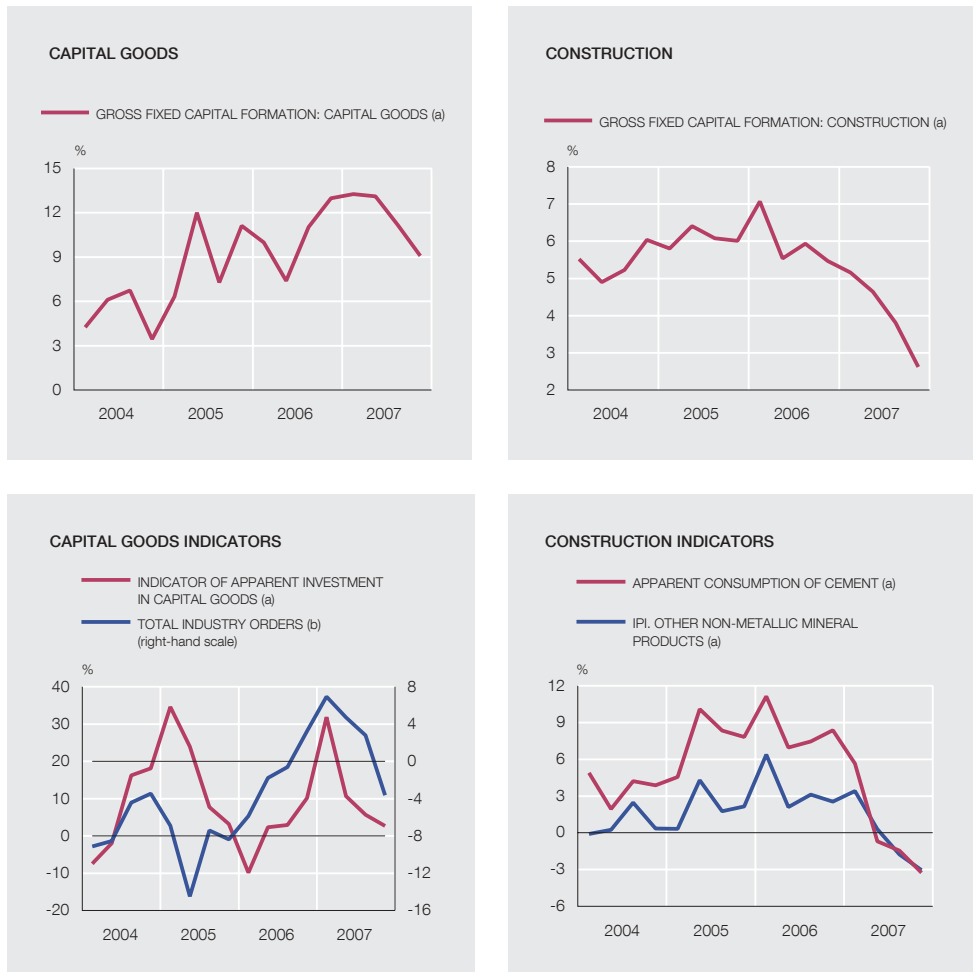 CAPITAL GOODS
GROSS FIXED CAPITAL FORMATION: CAPITAL GOODS (a)
%
15
12
9
6
3
0
2004 2005 2006 2007
CONSTRUCTION
GROSS FIXED CAPITAL FORMATION: CONSTRUCTION (a)
%
8
7
6
5
4
3
2
2004 2005 2006 2007
CAPITAL GOODS INDICATORS
INDICATOR OF APPARENT INVESTMENT
IN CAPITAL GOODS (a)
TOTAL INDUSTRY ORDERS (b)
(right-hand scale)
%
40 8
30 4
20 0
10 -4
0 -8
-10 -12
-20 -16
2004 2005 2006 2007
CONSTRUCTION INDICATORS
APPARENT CONSUMPTION OF CEMENT (a)
IPI. OTHER NON-METALLIC MINERAL
PRODUCTS (a)
%
12
9
6
3
0
-3
-6
2004 2005 2006 2007